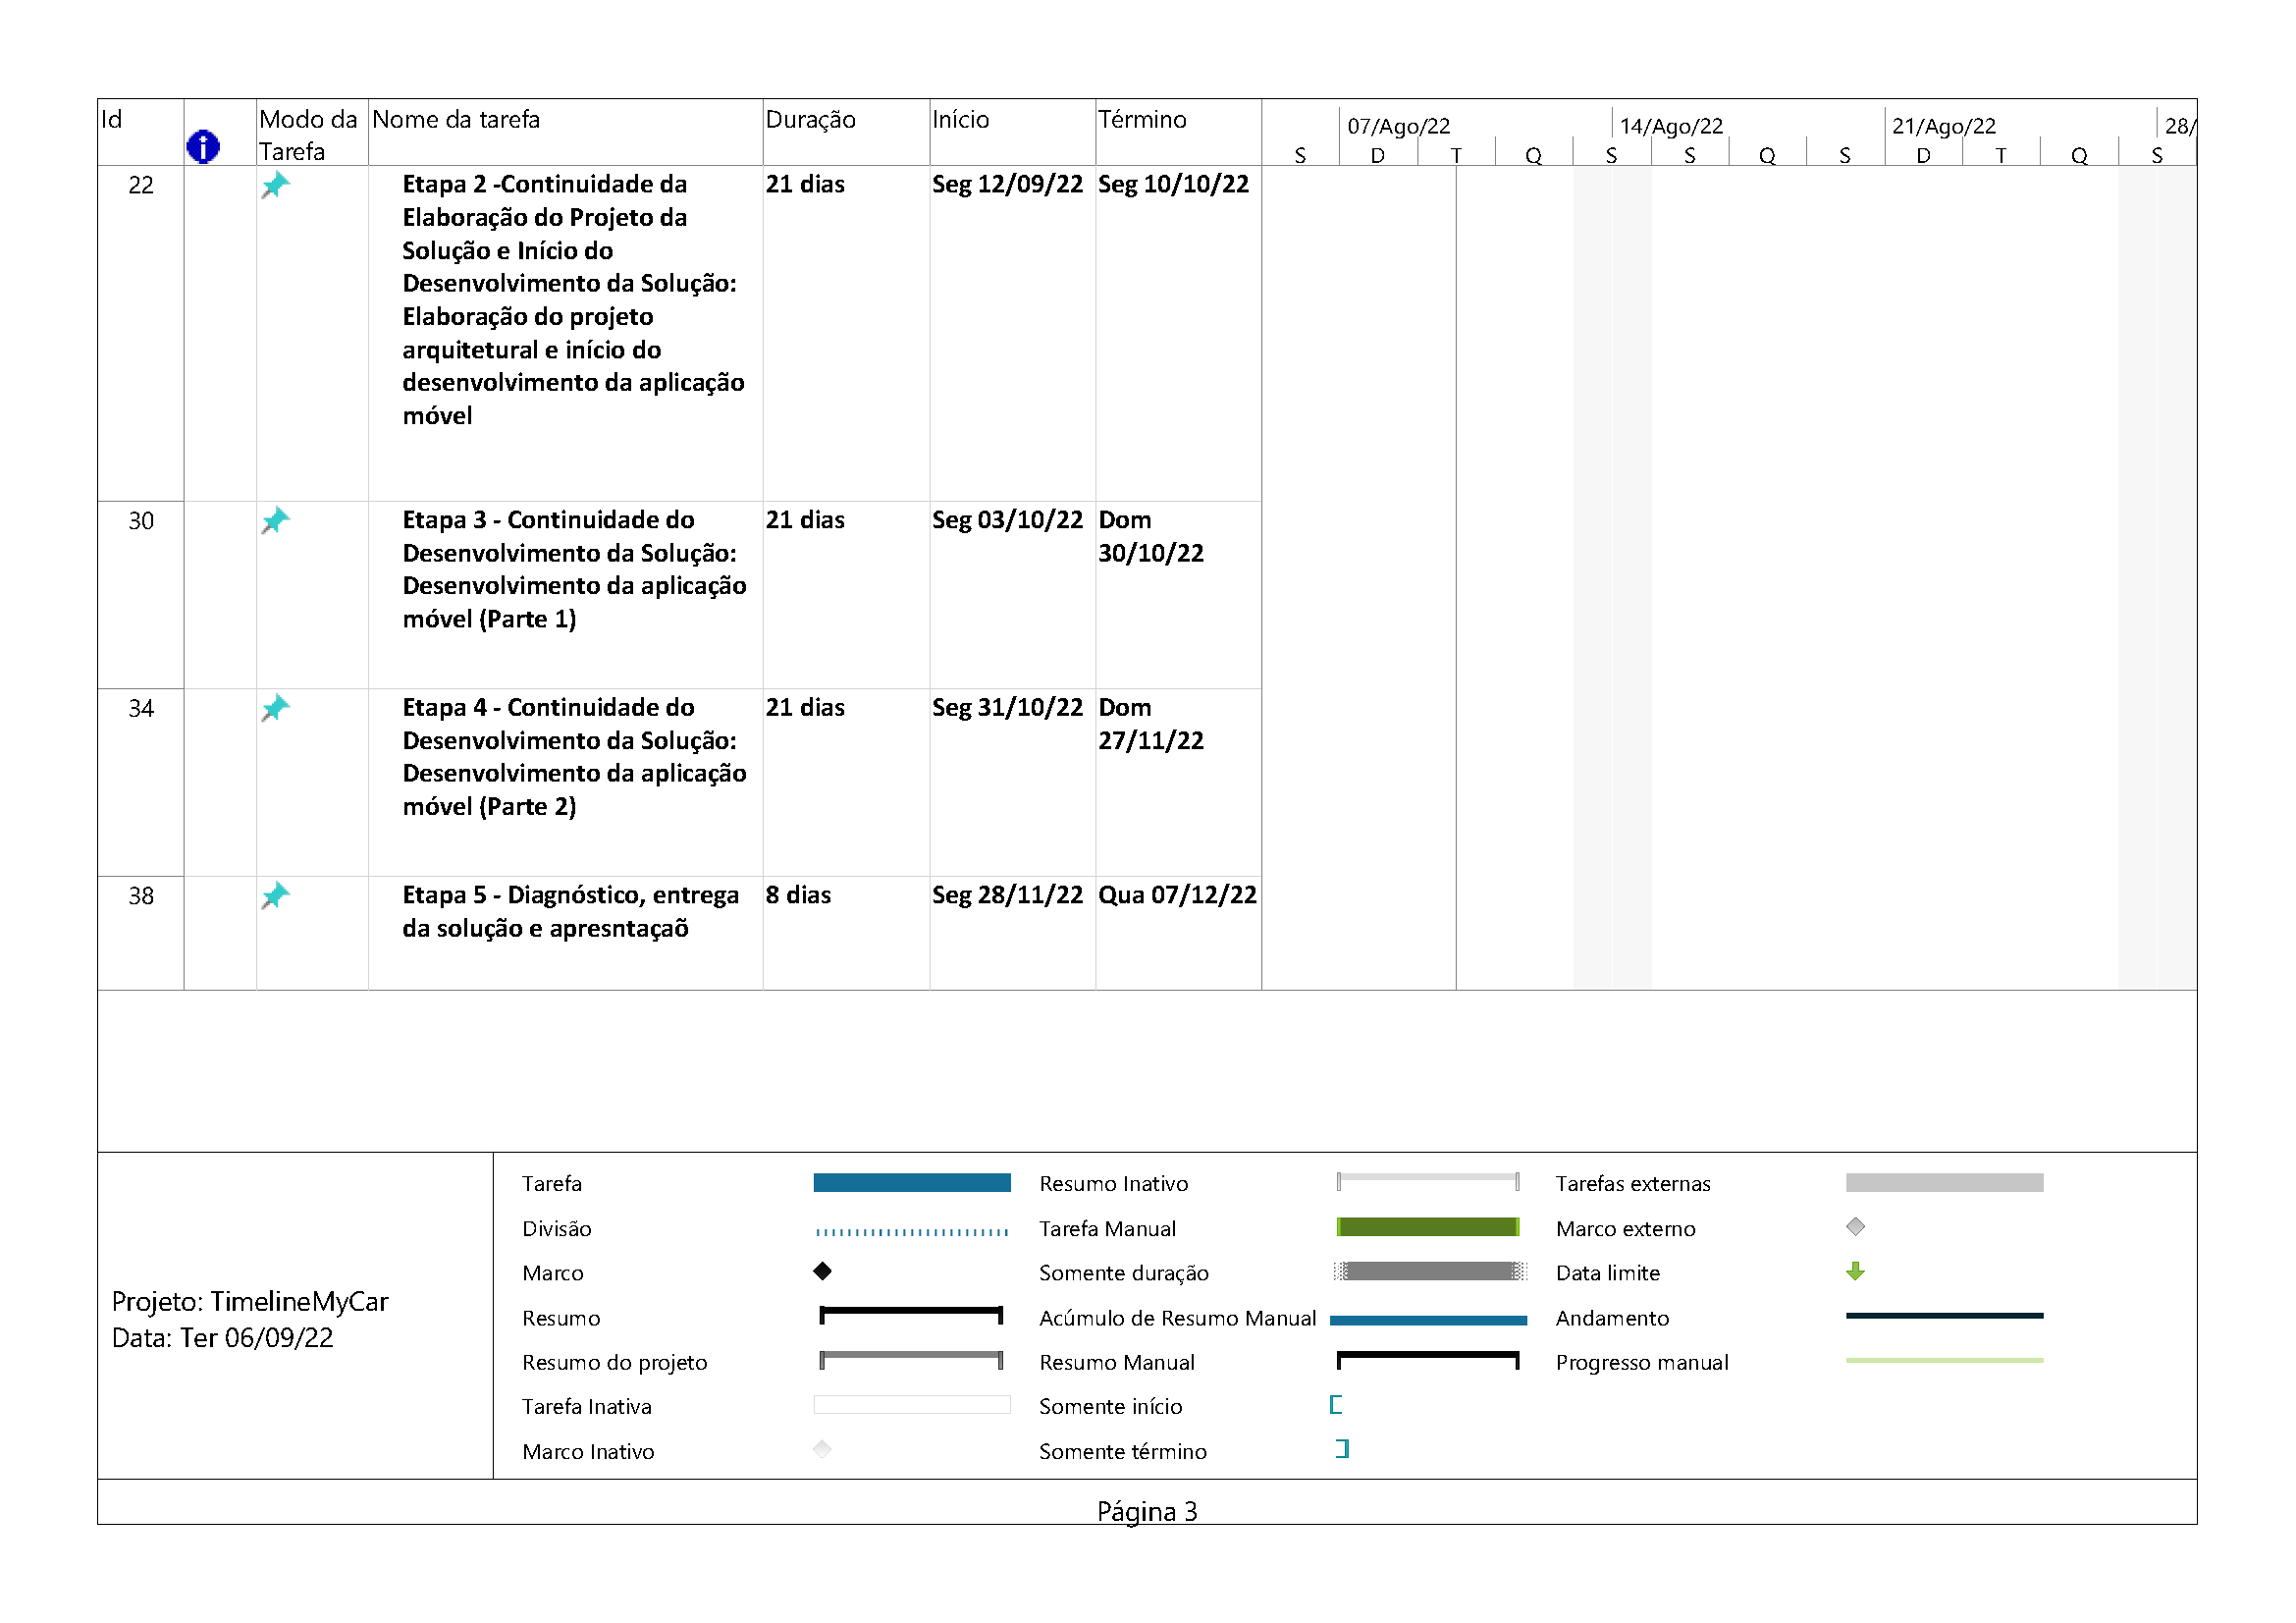 Id
Modo da Tarefa
Nome da tarefa
Duração
Início
Término
07/Ago/22
14/Ago/22
21/Ago/22
28/
S D T Q S S Q S D T Q S
22
Etapa 2 -Continuidade da
Elaboração do Projeto da
Solução e Início do
Desenvolvimento da Solução:
Elaboração do projeto
arquitetural e início do
desenvolvimento da aplicação
móvel
21 dias
Seg 12/09/22
Seg 10/10/22
30
Etapa 3 - Continuidade do
Desenvolvimento da Solução:
Desenvolvimento da aplicação
móvel (Parte 1)
21 dias
Seg 03/10/22
Dom
30/10/22
34
Etapa 4 - Continuidade do
Desenvolvimento da Solução:
Desenvolvimento da aplicação
móvel (Parte 2)
21 dias
Seg 31/10/22
Dom
27/11/22
38
Etapa 5 - Diagnóstico, entrega
da solução e apresntaçaõ
8 dias
Seg 28/11/22
Qua 07/12/22
Projeto: TimelineMyCar
Data: Ter 06/09/22
Tarefa
Divisão
Marco
Resumo
Resumo do projeto
Tarefa Inativa
Marco Inativo
Resumo Inativo
Tarefa Manual
Somente duração
Acúmulo de Resumo Manual
Resumo Manual
Somente início
Somente término
Tarefas externas
Marco externo
Data limite
Andamento
Progresso manual
Página 3